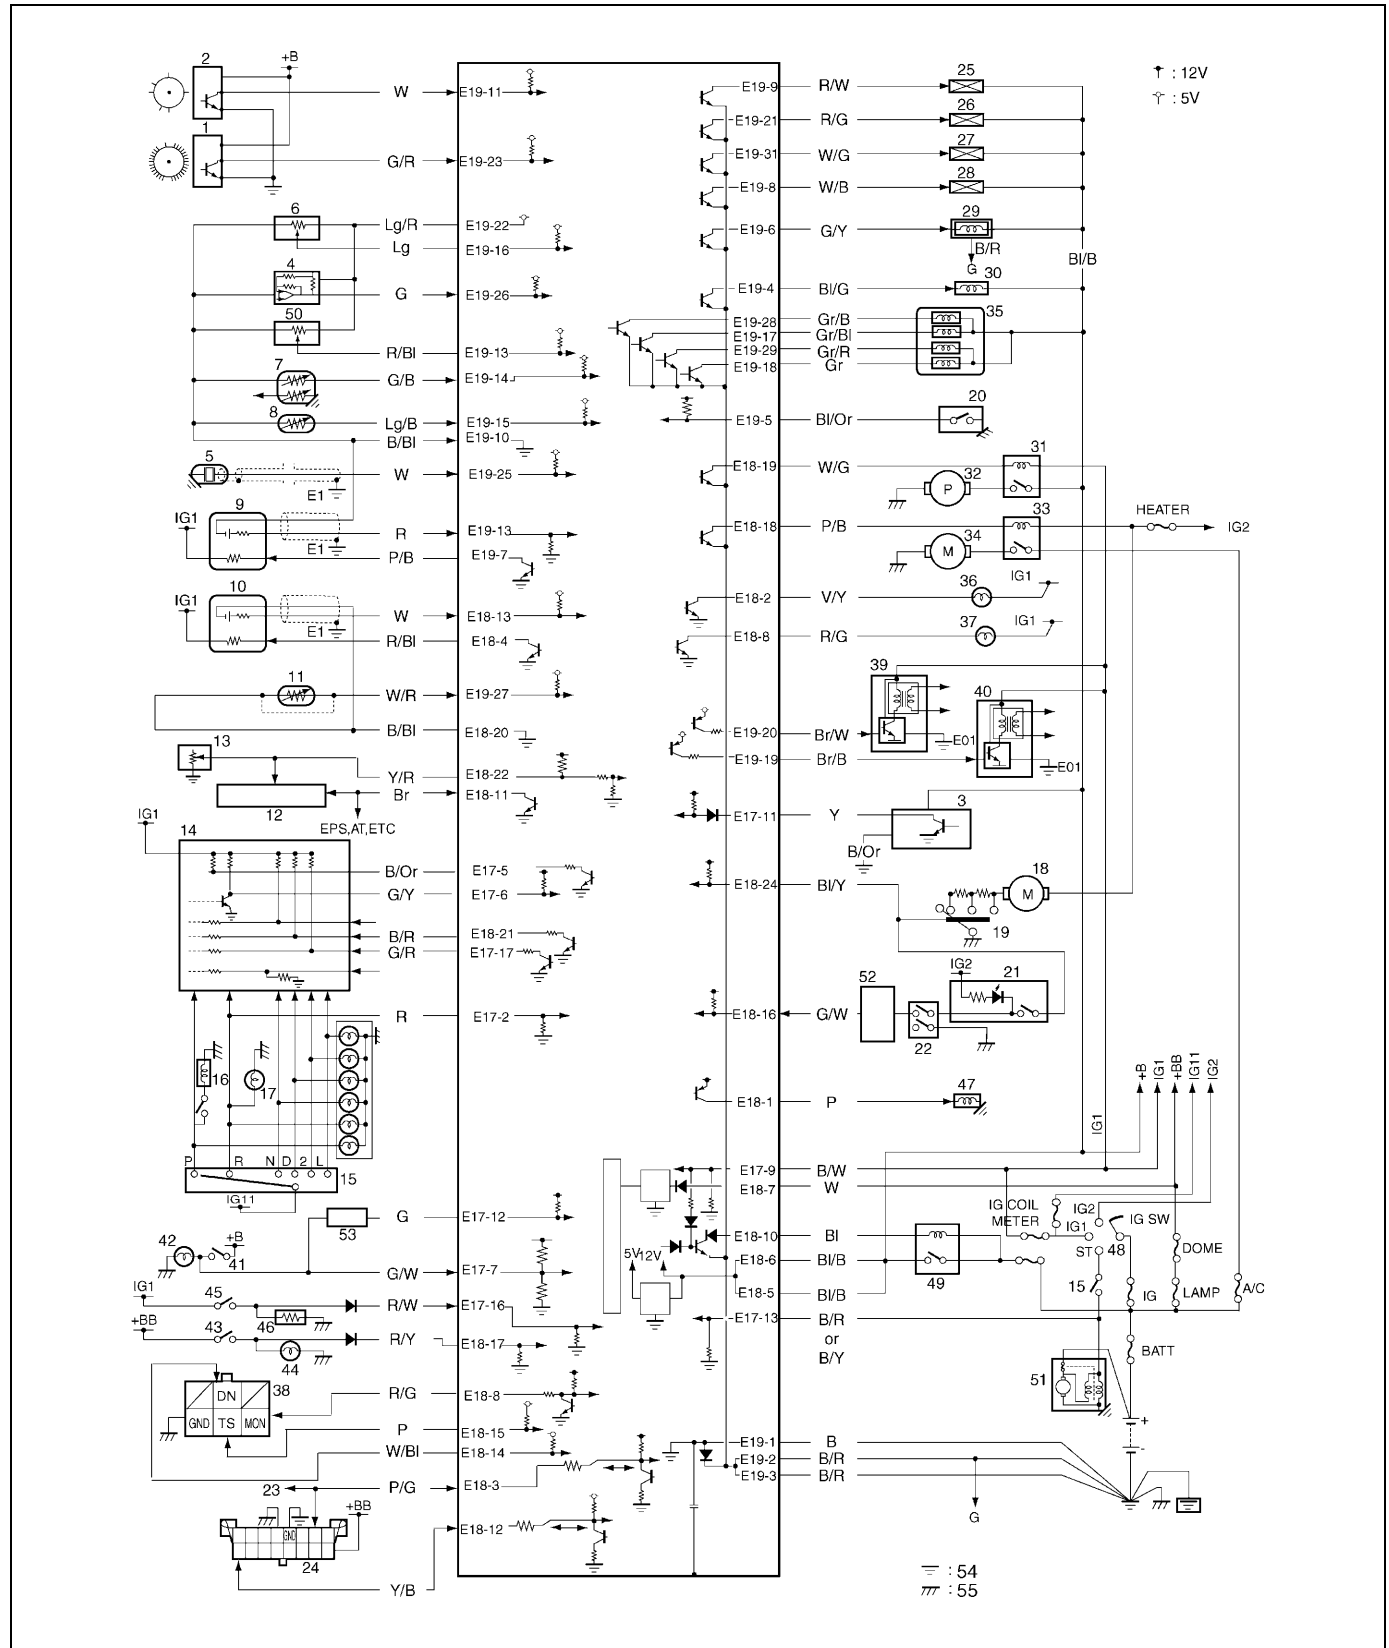 2
+B
W
E19-11
1
G/R
E19-23
6
Lg/R
E19-22
Lg
E19-16
4
G
E19-26
50
R/Bl
E19-13
7
G/B
E19-14
8
Lg/B
E19-15
B/Bl
E19-10
5
W
E19-25
E1
IG1
9
R
E19-13
E1
P/B
E19-7
IG1
10
W
E18-13
E1
R/Bl
E18-4
11
W/R
E19-27
B/Bl
E18-20
13
Y/R
E18-22
Br
E18-11
12
EPS,AT,ETC
IG1
14
B/Or
E17-5
G/Y
E17-6
B/R
E18-21
G/R
E17-17
R
E17-2
16
17
P
R
N
D
2
L
15
IG11
G
E17-12
53
42
+B
41
G/W
E17-7
IG1
45
R/W
E17-16
46
+BB
43
R/Y
E18-17
44
38
DN
GND
TS
MON
R/G
E18-8
P
E18-15
W/Bl
E18-14
23
P/G
E18-3
+BB
GND
24
E18-12
Y/B
E19-9
R/W
25
: 12V
: 5V
E19-21
R/G
26
E19-31
W/G
27
E19-8
W/B
28
E19-6
G/Y
29
B/R
G
Bl/B
E19-4
Bl/G
30
E19-28
Gr/B
35
E19-17
Gr/Bl
E19-29
Gr/R
E19-18
Gr
E19-5
Bl/Or
20
E18-19
W/G
31
32
P
E18-18
P/B
33
HEATER
IG2
34
M
E18-2
V/Y
36
IG1
E18-8
R/G
37
IG1
39
40
E19-20
Br/W
E01
E19-19
Br/B
E01
E17-11
Y
3
B/Or
E18-24
Bl/Y
18
M
19
IG2
21
52
E18-16
G/W
22
E18-1
P
47
+B
IG1
+BB
IG11
IG2
IG1
E17-9
B/W
E18-7
W
IG COIL
METER
IG2
IG1
IG SW
ST
48
DOME
E18-10
Bl
5V
12V
E18-6
Bl/B
49
E18-5
Bl/B
15
IG
LAMP
A/C
E17-13
B/R
or
B/Y
BATT
51
+
-
E19-1
B
E19-2
B/R
E19-3
B/R
G
: 54
: 55